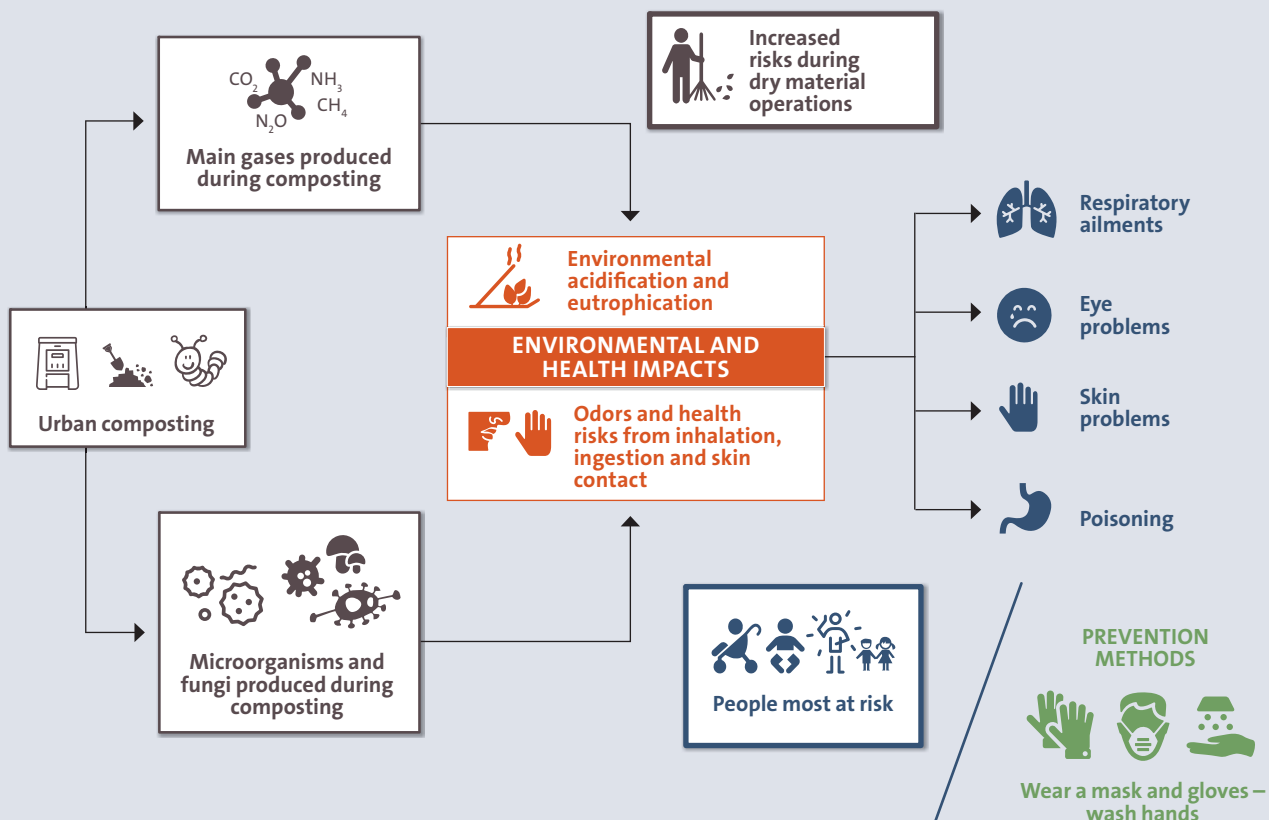 CO₂
NH₃
CH₄
N₂O
Main gases produced
during composting
Increased
risks during
dry material
operations
Urban composting
Environmental
acidification and
eutrophication
ENVIRONMENTAL AND
HEALTH IMPACTS
Odors and health
risks from inhalation,
ingestion and skin
contact
Respiratory
ailments
Eye
problems
Skin
problems
Poisoning
Microorganisms and
fungi produced during
composting
People most at risk
PREVENTION
METHODS
Wear a mask and gloves –
wash hands